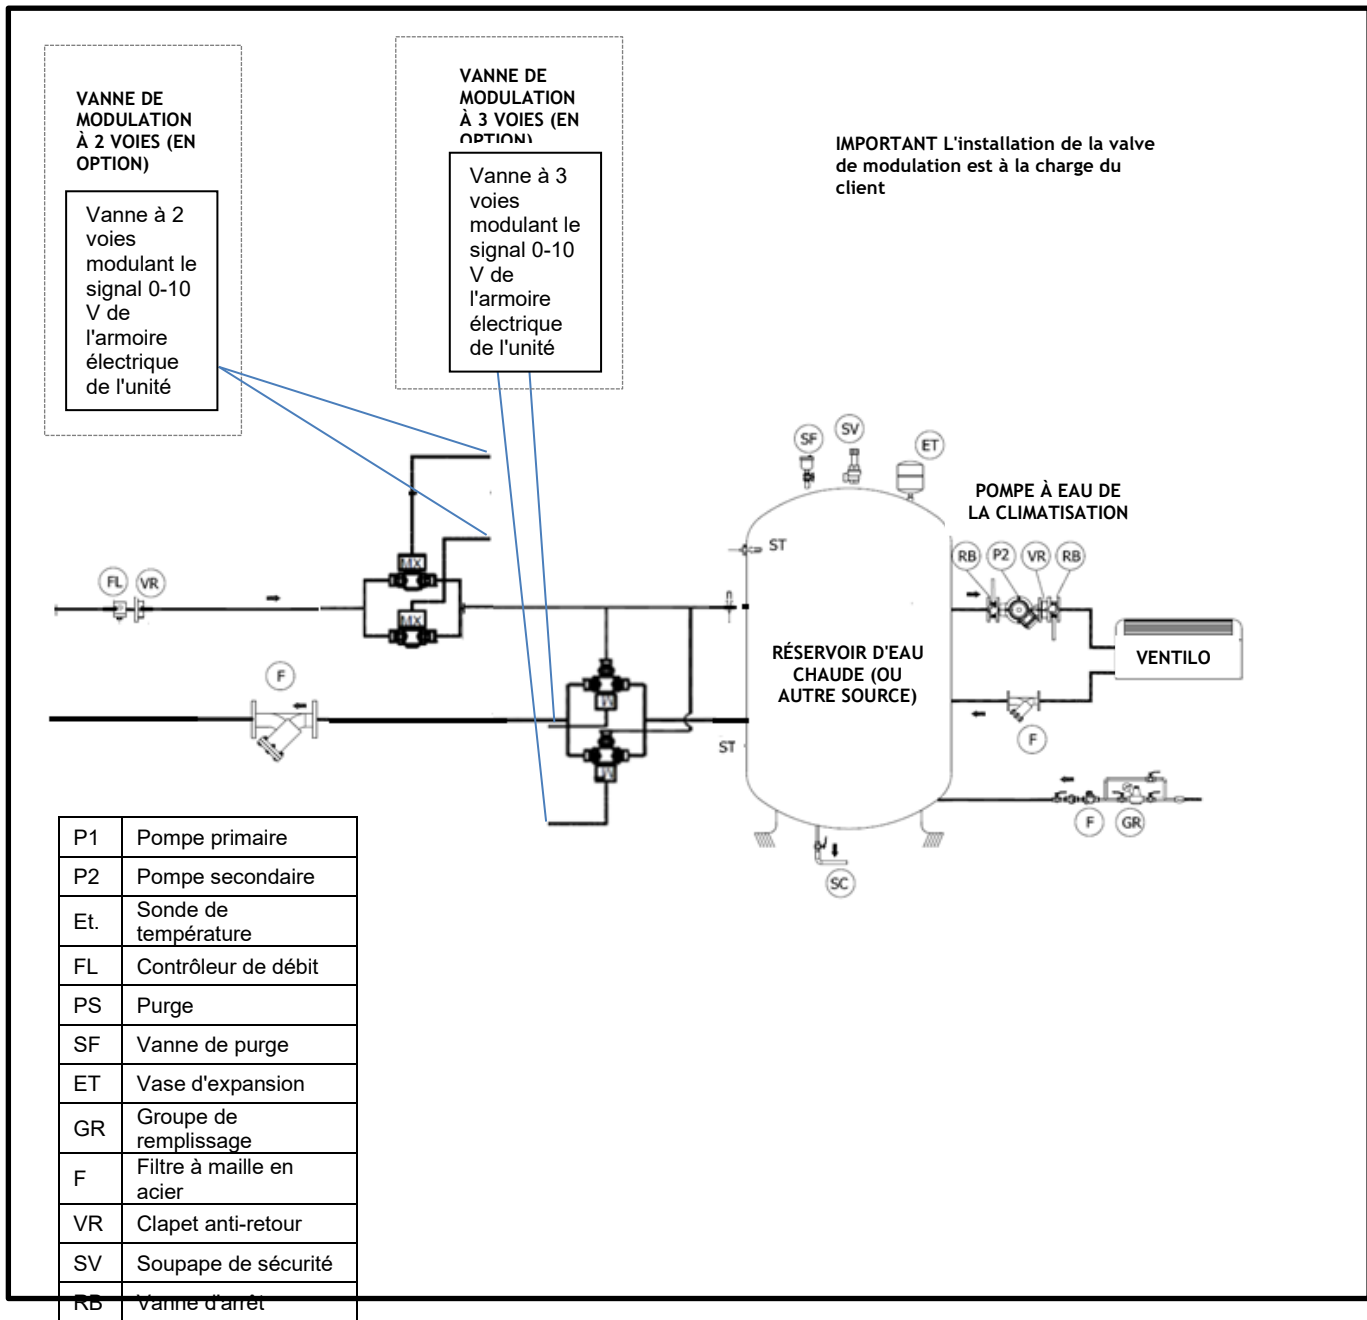 VANNE DE
MODULATION
À 2 VOIES (EN
OPTION)
Vanne à 2
voies
modulant le
signal 0-10
V de
l'armoire
électrique
de l'unité
VANNE DE
MODULATION
À 3 VOIES (EN
OPTION)
Vanne à 3
voies
modulant le
signal 0-10
V de
l'armoire
électrique
de l'unité
IMPORTANT L'installation de la valve
de modulation est à la charge du
client
SF
SV
ET
POMPE À EAU DE
LA CLIMATISATION
ST
RB
P2
VR
RB
FL
VR
MX
MX
F
RÉSERVOIR D'EAU
CHAUDE (OU
AUTRE SOURCE)
VENTILO
ST
F
F
GR
SC
P1 Pompe primaire
P2 Pompe secondaire
Et. Sonde de
température
FL Contrôleur de débit
PS Purge
SF Vanne de purge
ET Vase d'expansion
GR Groupe de
remplissage
F Filtre à maille en
acier
VR Clapet anti-retour
SV Soupape de sécurité
RB Vanne d'arrêt